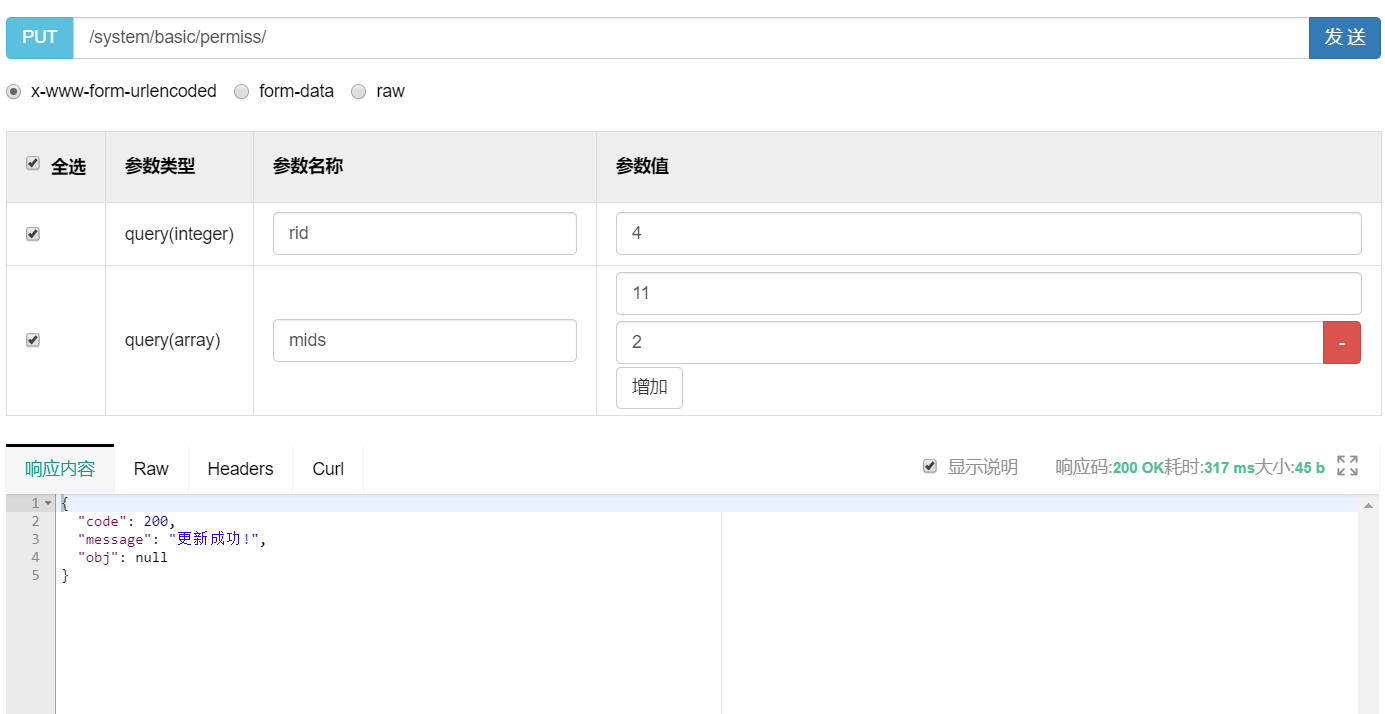 PUT /system/basic/permiss/ 发送
x-www-form-urlencoded form-data raw
全选 参数类型 参数名称 参数值
query(integer) rid 4
11
query(array) mids
2 -
增加
响应内容 Raw Headers Curl 显示说明 响应码:200 OK耗时:317 ms大小:45 b
1 {
2 "code": 200,
3 "message": "更新成功!",
4 "obj": null
5 }